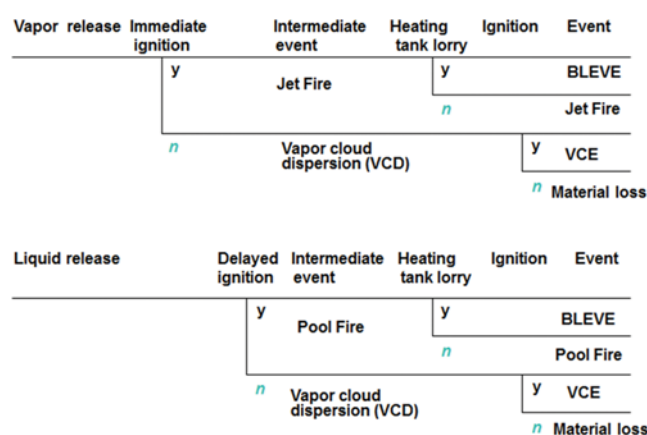 Vapor release Immediate ignition Intermediate event Heating tank lorry Ignition Event
y Jet Fire y BLEVE
n Jet Fire
n Vapor cloud dispersion (VCD) y VCE
n Material loss
Liquid release Delayed ignition Intermediate event Heating tank lorry Ignition Event
y Pool Fire y BLEVE
n Pool Fire
n Vapor cloud dispersion (VCD) y VCE
n Material loss